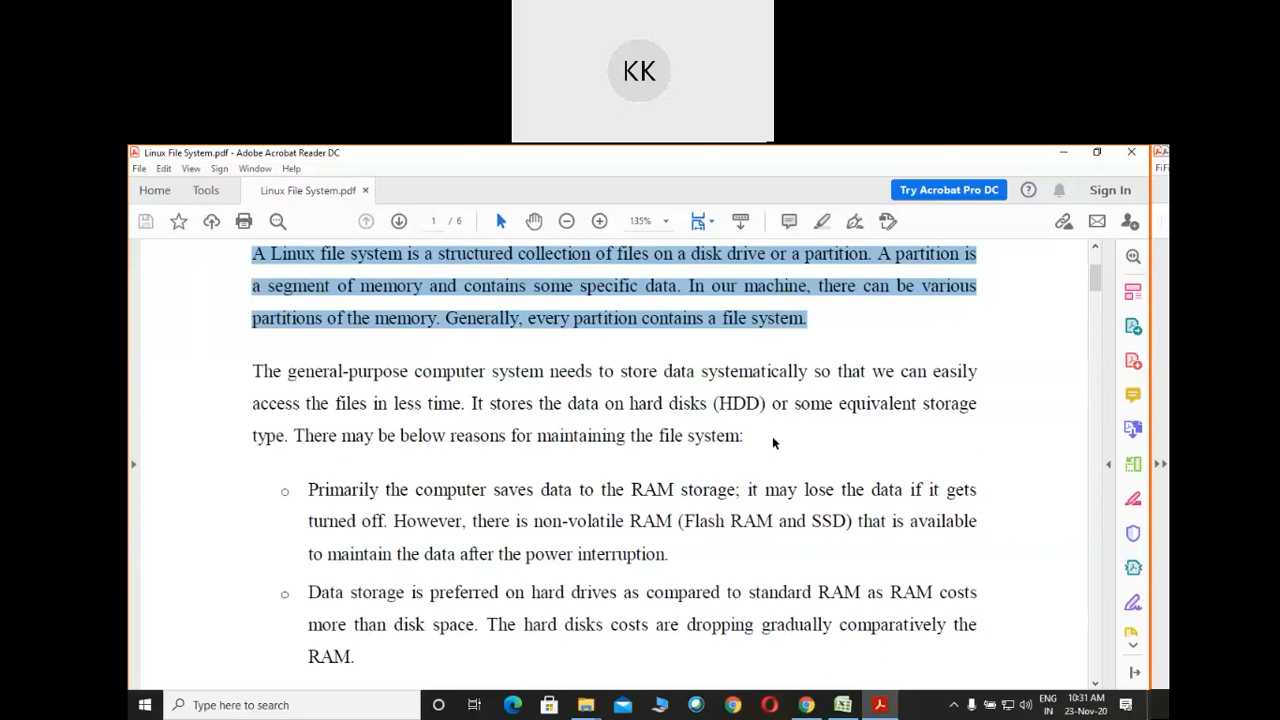 KK
Linux File System.pdf - Adobe Acrobat Reader DC
File Edit View Sign Window Help
Home Tools Linux File System.pdf × Try Acrobat Pro DC Sign In
1 / 6 135%
A Linux file system is a structured collection of files on a disk drive or a partition. A partition is
a segment of memory and contains some specific data. In our machine, there can be various
partitions of the memory. Generally, every partition contains a file system.
The general-purpose computer system needs to store data systematically so that we can easily
access the files in less time. It stores the data on hard disks (HDD) or some equivalent storage
type. There may be below reasons for maintaining the file system:
o Primarily the computer saves data to the RAM storage; it may lose the data if it gets
turned off. However, there is non-volatile RAM (Flash RAM and SSD) that is available
to maintain the data after the power interruption.
o Data storage is preferred on hard drives as compared to standard RAM as RAM costs
more than disk space. The hard disks costs are dropping gradually comparatively the
RAM.
Type here to search
ENG 10:31 AM
IN 23-Nov-20